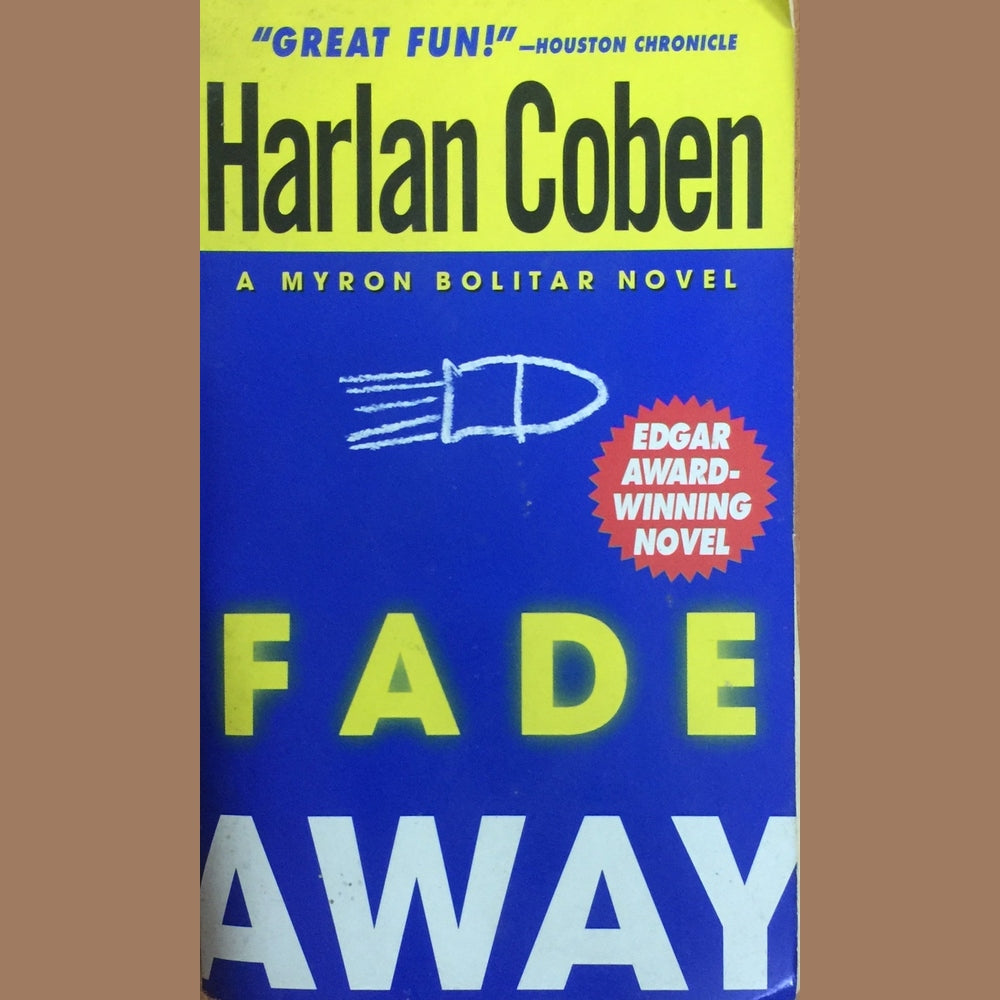 “GREAT FUN!”–HOUSTON CHRONICLE
Harlan Coben
A MYRON BOLITAR NOVEL
EDGAR
AWARD-
WINNING
NOVEL
FADE
AWAY